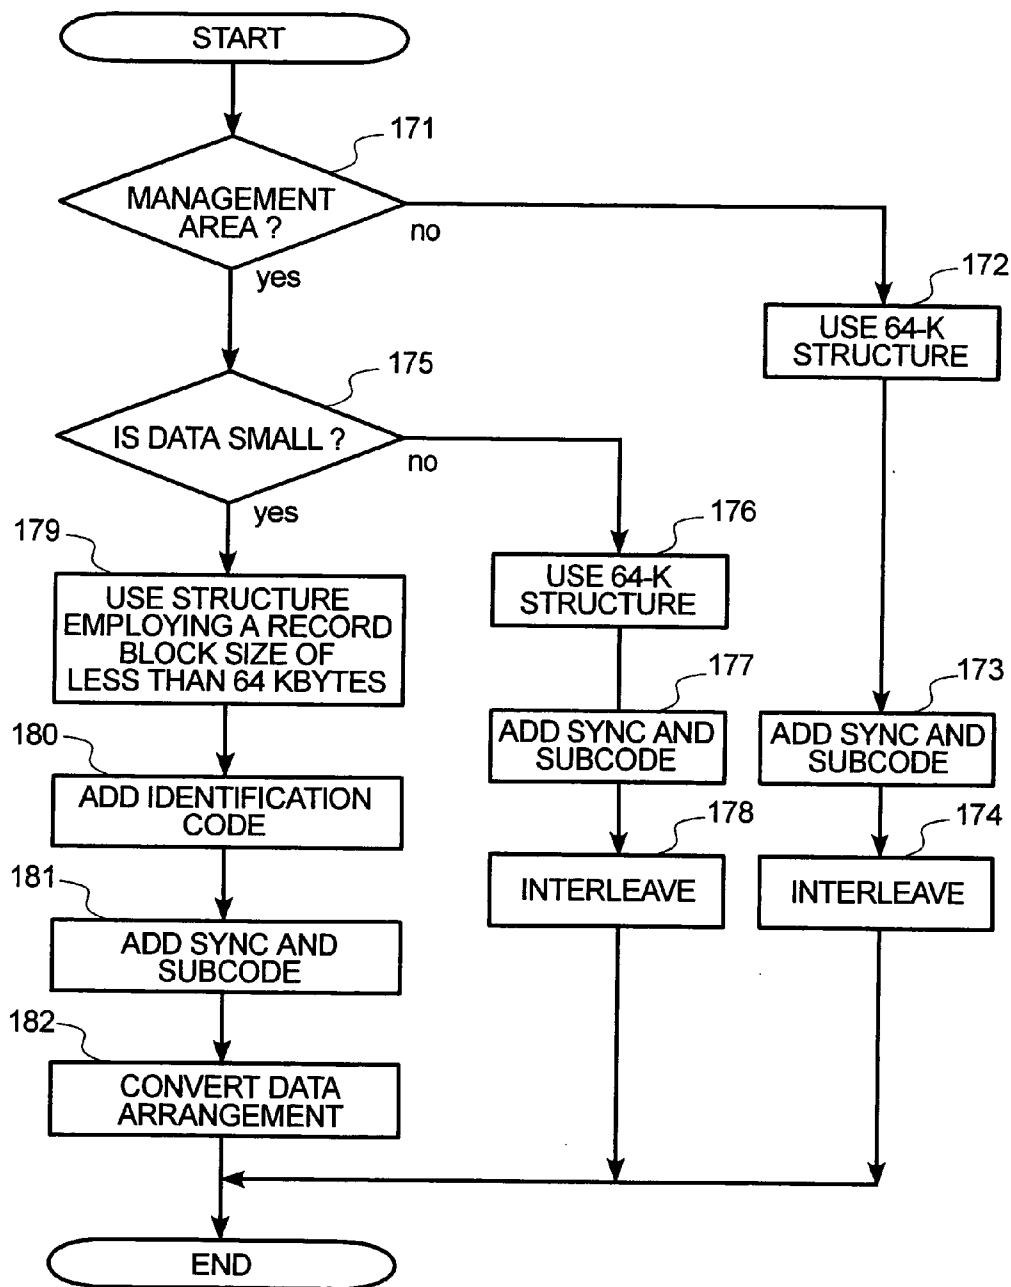 START
171
MANAGEMENT
AREA ?
no
yes
172
USE 64-K
STRUCTURE
175
IS DATA SMALL ?
no
yes
179
USE STRUCTURE
EMPLOYING A RECORD
BLOCK SIZE OF
LESS THAN 64 KBYTES
176
USE 64-K
STRUCTURE
177
ADD SYNC AND
SUBCODE
173
ADD SYNC AND
SUBCODE
180
ADD IDENTIFICATION
CODE
178
INTERLEAVE
174
INTERLEAVE
181
ADD SYNC AND
SUBCODE
182
CONVERT DATA
ARRANGEMENT
END